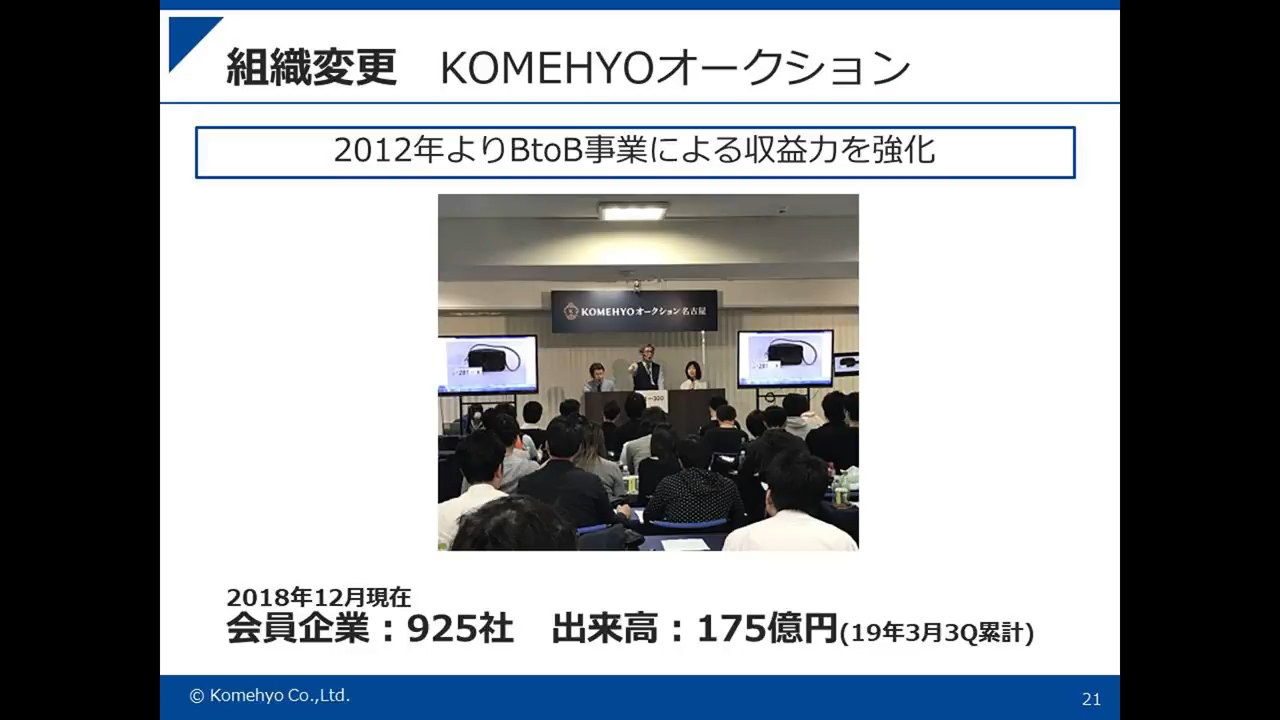 組織変更　KOMEHYOオークション
2012年よりBtoB事業による収益力を強化
KOMEHYOオークション名古屋
2018年12月現在
会員企業：925社　出来高：175億円(19年3月3Q累計)
© Komehyo Co.,Ltd.
21